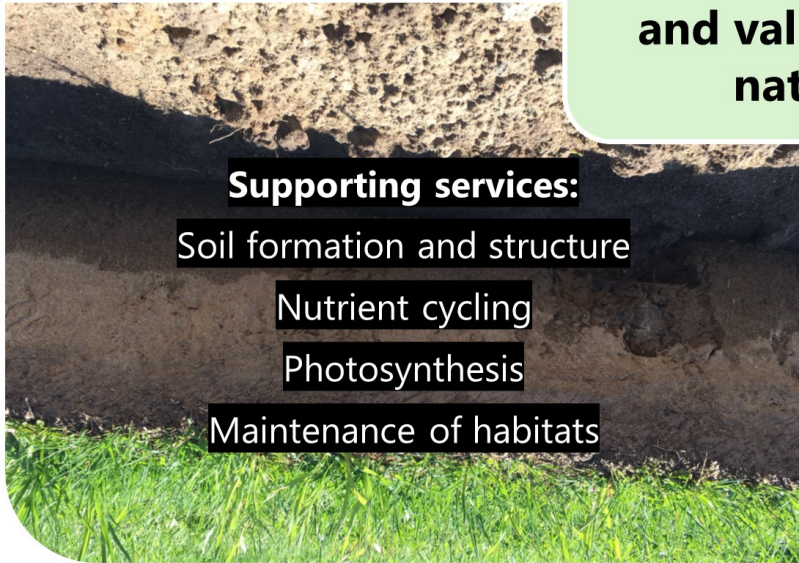 and val
nat
Supporting services:
Soil formation and structure
Nutrient cycling
Photosynthesis
Maintenance of habitats